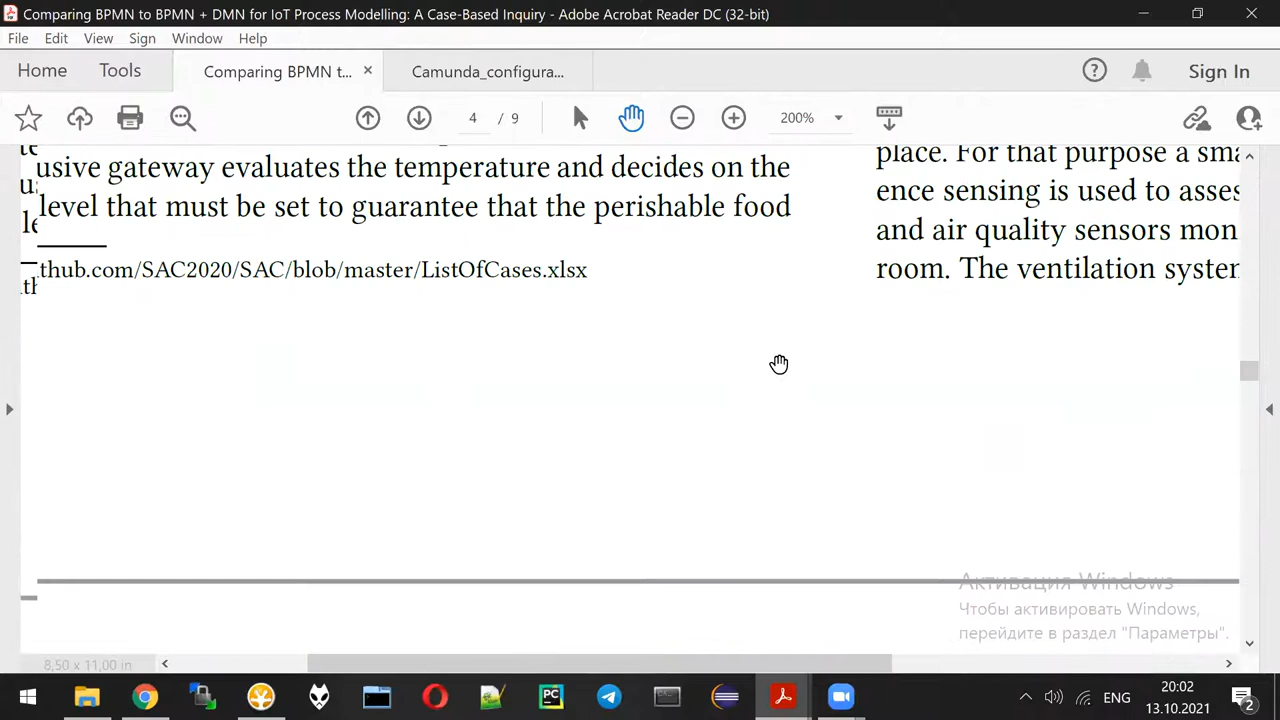 Comparing BPMN to BPMN + DMN for IoT Process Modelling: A Case-Based Inquiry - Adobe Acrobat Reader DC (32-bit)
File Edit View Sign Window Help
Home Tools Comparing BPMN t... Camunda_configura... Sign In
4 / 9 200%
usive gateway evaluates the temperature and decides on the
level that must be set to guarantee that the perishable food
thub.com/SAC2020/SAC/blob/master/ListOfCases.xlsx
place. For that purpose a sma
ence sensing is used to asses
and air quality sensors mon
room. The ventilation system
Активация Windows
Чтобы активировать Windows,
перейдите в раздел "Параметры".
8,50 x 11,00 in
ENG
20:02
13.10.2021
2